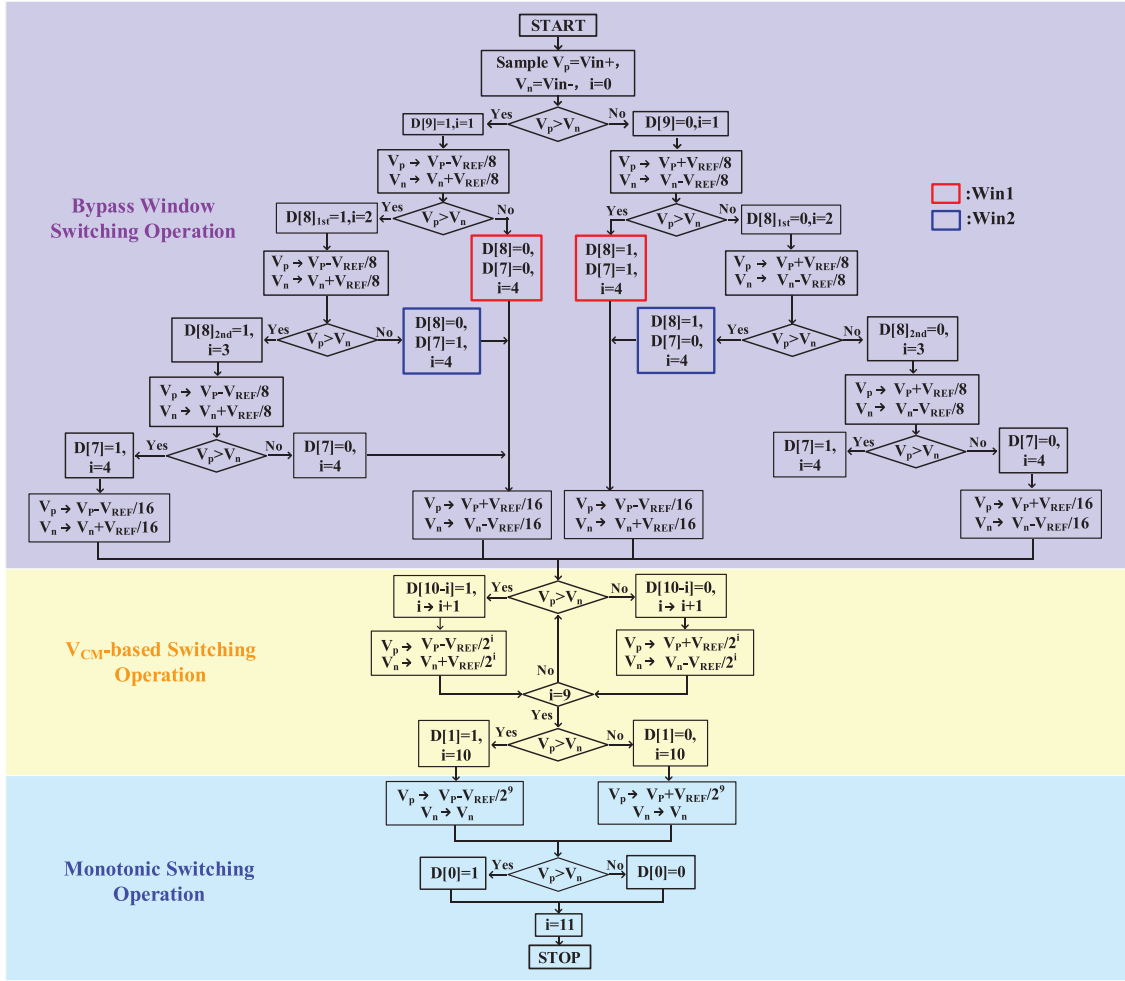 START
Sample Vp=Vin+,
Vn=Vin-, i=0
Yes
Vp>Vn
No
D[9]=1,i=1
D[9]=0,i=1
Vp → VP-VREF/8
Vn → Vn+VREF/8
Vp → VP+VREF/8
Vn → Vn-VREF/8
:Win1
:Win2
Bypass Window
Switching Operation
D[8]1st=1,i=2
Yes
Vp>Vn
No
Yes
Vp>Vn
No
D[8]1st=0,i=2
D[8]=0,
D[7]=0,
i=4
D[8]=1,
D[7]=1,
i=4
Vp → VP-VREF/8
Vn → Vn+VREF/8
Vp → VP+VREF/8
Vn → Vn-VREF/8
D[8]2nd=1,
i=3
Yes
Vp>Vn
No
D[8]=0,
D[7]=1,
i=4
D[8]=1,
D[7]=0,
i=4
Yes
Vp>Vn
No
D[8]2nd=0,
i=3
Vp → VP-VREF/8
Vn → Vn+VREF/8
Vp → VP+VREF/8
Vn → Vn-VREF/8
D[7]=1,
i=4
Yes
Vp>Vn
No
D[7]=0,
i=4
D[7]=1,
i=4
Yes
Vp>Vn
No
D[7]=0,
i=4
Vp → VP-VREF/16
Vn → Vn+VREF/16
Vp → VP+VREF/16
Vn → Vn-VREF/16
Vp → VP-VREF/16
Vn → Vn+VREF/16
Vp → VP+VREF/16
Vn → Vn-VREF/16
D[10-i]=1,
i → i+1
Yes
Vp>Vn
No
D[10-i]=0,
i → i+1
VCM-based Switching
Operation
Vp → VP-VREF/2^i
Vn → Vn+VREF/2^i
Vp → VP+VREF/2^i
Vn → Vn-VREF/2^i
No
i=9
Yes
D[1]=1,
i=10
Yes
Vp>Vn
No
D[1]=0,
i=10
Vp → VP-VREF/2^9
Vn → Vn
Vp → VP+VREF/2^9
Vn → Vn
Monotonic Switching
Operation
D[0]=1
Yes
Vp>Vn
No
D[0]=0
i=11
STOP